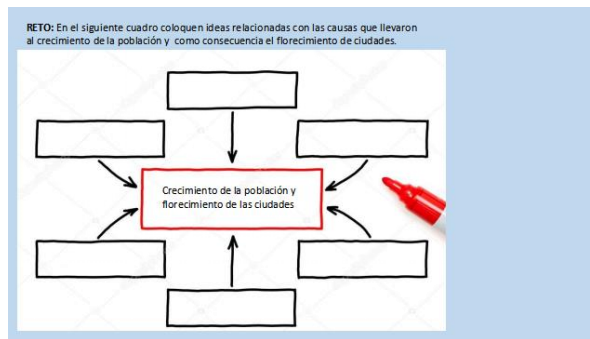 RETO: En el siguiente cuadro coloquen ideas relacionadas con las causas que llevaron
al crecimiento de la población y como consecuencia el florecimiento de ciudades.
Crecimiento de la población y
florecimiento de las ciudades